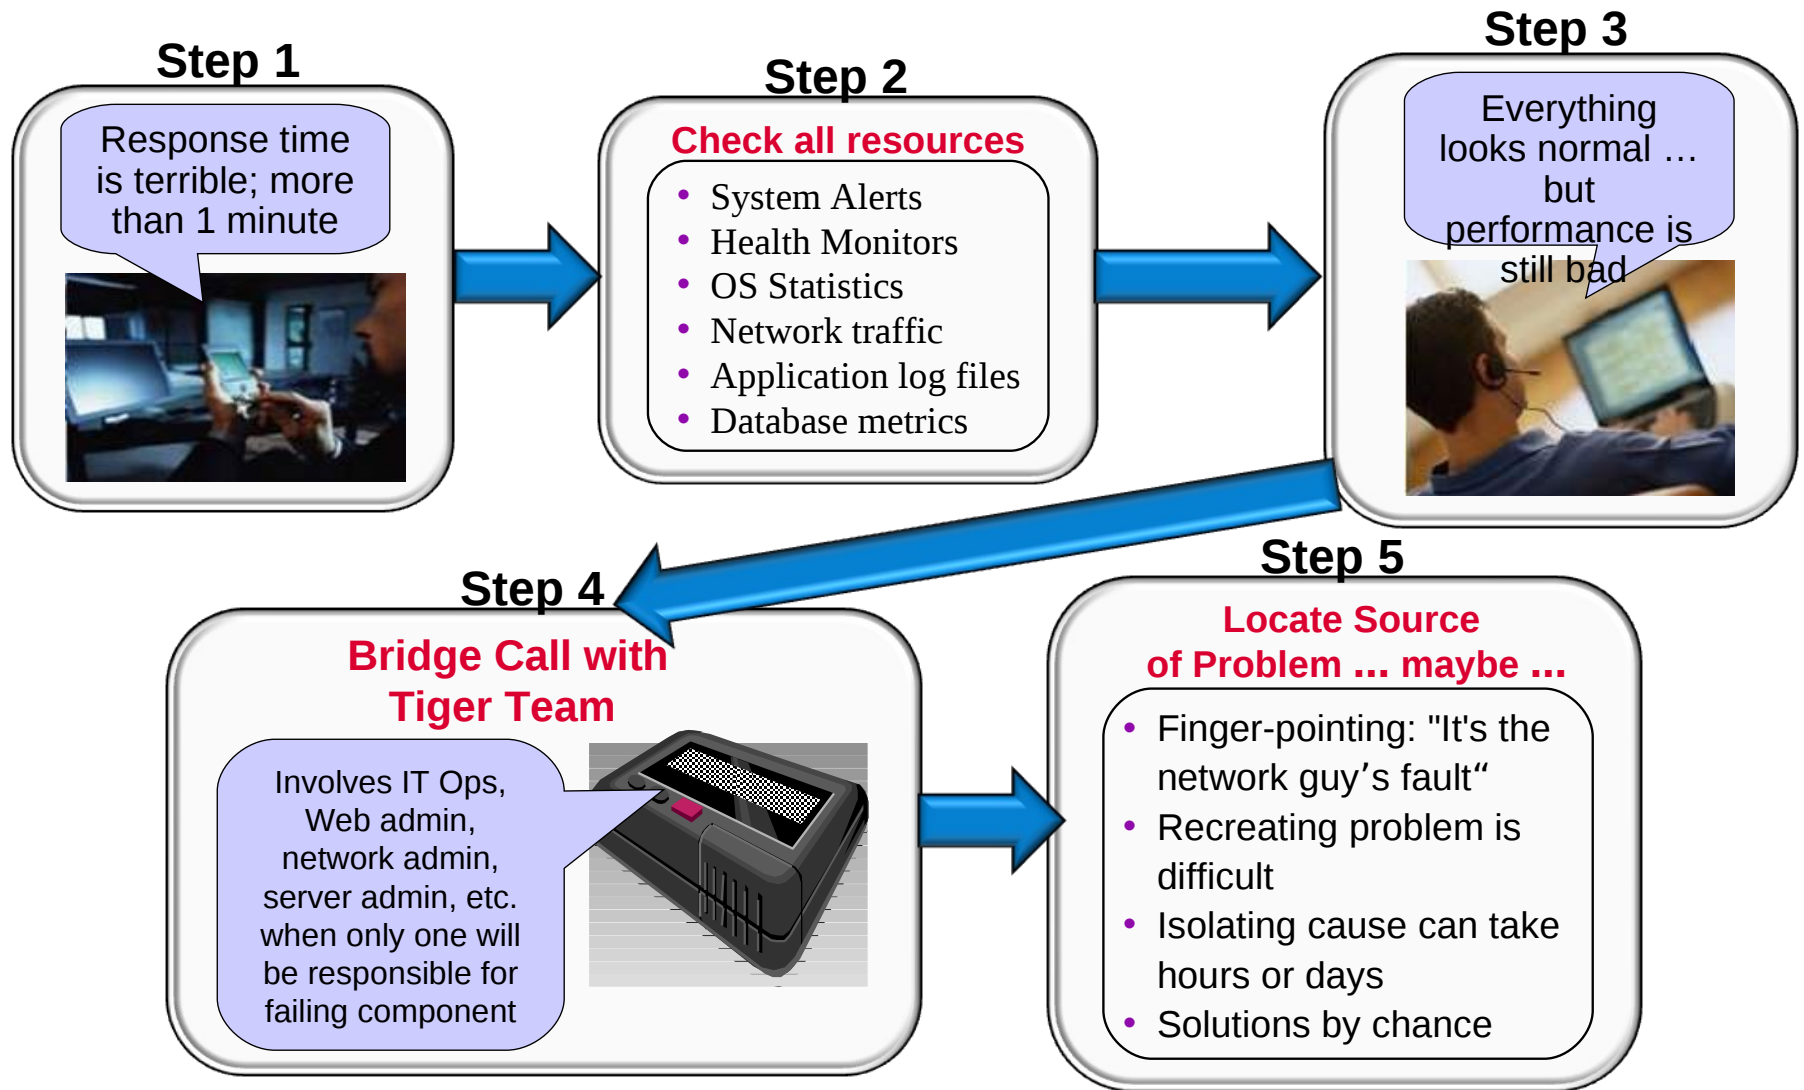 Step 1
Response time
is terrible; more
than 1 minute
Step 2
Check all resources
• System Alerts
• Health Monitors
• OS Statistics
• Network traffic
• Application log files
• Database metrics
Step 3
Everything
looks normal …
but
performance is
still bad
Step 4
Bridge Call with
Tiger Team
Involves IT Ops,
Web admin,
network admin,
server admin, etc.
when only one will
be responsible for
failing component
Step 5
Locate Source
of Problem ... maybe ...
• Finger-pointing: "It's the
network guy’s fault“
• Recreating problem is
difficult
• Isolating cause can take
hours or days
• Solutions by chance